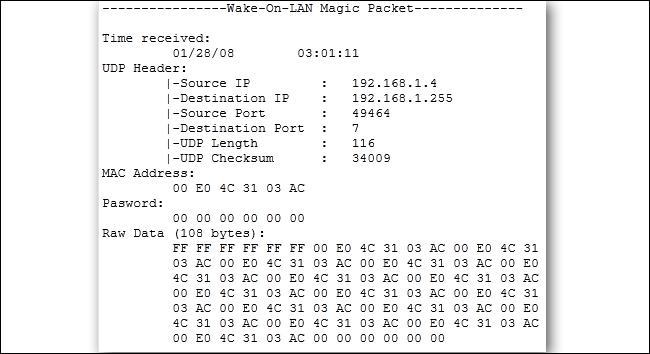 ----------------Wake-On-LAN Magic Packet--------------
Time received:
01/28/08 03:01:11
UDP Header:
|-Source IP : 192.168.1.4
|-Destination IP : 192.168.1.255
|-Source Port : 49464
|-Destination Port : 7
|-UDP Length : 116
|-UDP Checksum : 34009
MAC Address:
00 E0 4C 31 03 AC
Pasword:
00 00 00 00 00 00
Raw Data (108 bytes):
FF FF FF FF FF FF 00 E0 4C 31 03 AC 00 E0 4C 31
03 AC 00 E0 4C 31 03 AC 00 E0 4C 31 03 AC 00 E0
4C 31 03 AC 00 E0 4C 31 03 AC 00 E0 4C 31 03 AC
00 E0 4C 31 03 AC 00 E0 4C 31 03 AC 00 E0 4C 31
03 AC 00 E0 4C 31 03 AC 00 E0 4C 31 03 AC 00 E0
4C 31 03 AC 00 E0 4C 31 03 AC 00 E0 4C 31 03 AC
00 E0 4C 31 03 AC 00 00 00 00 00 00